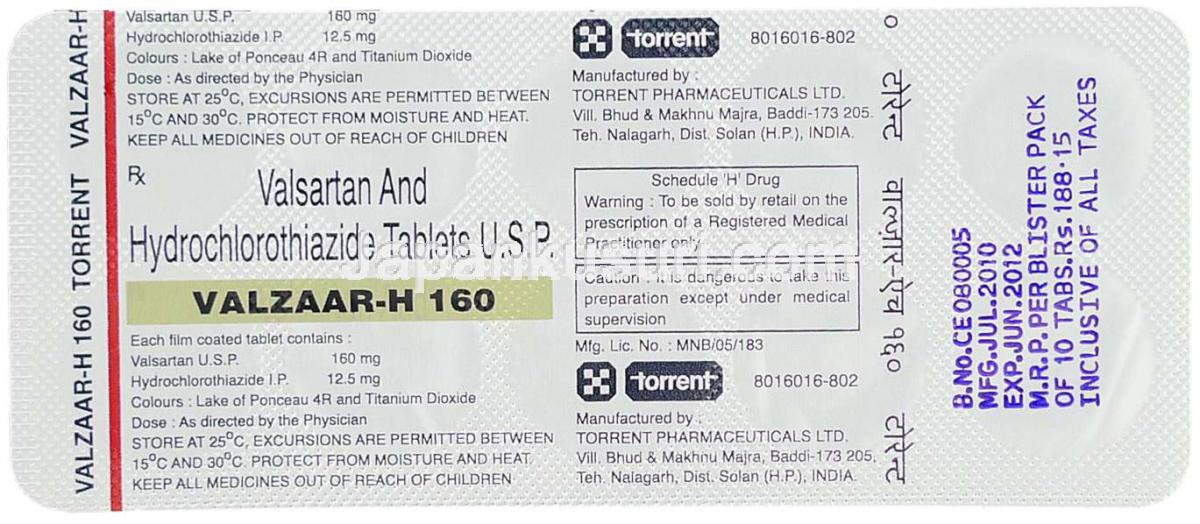 Valsartan U.S.P. 160 mg
Hydrochlorothiazide I.P. 12.5 mg
Colours : Lake of Ponceau 4R and Titanium Dioxide
Dose : As directed by the Physician
STORE AT 25⁰C, EXCURSIONS ARE PERMITTED BETWEEN
15⁰C AND 30⁰C. PROTECT FROM MOISTURE AND HEAT.
KEEP ALL MEDICINES OUT OF REACH OF CHILDREN
Rx
Valsartan And
Hydrochlorothiazide Tablets U.S.P.
VALZAAR-H 160
Each film coated tablet contains :
Valsartan U.S.P. 160 mg
Hydrochlorothiazide I.P. 12.5 mg
Colours : Lake of Ponceau 4R and Titanium Dioxide
Dose : As directed by the Physician
STORE AT 25⁰C, EXCURSIONS ARE PERMITTED BETWEEN
15⁰C AND 30⁰C. PROTECT FROM MOISTURE AND HEAT.
KEEP ALL MEDICINES OUT OF REACH OF CHILDREN
VALZAAR-H 160 TORRENT VALZAAR-H
torrent 8016016-802
Manufactured by :
TORRENT PHARMACEUTICALS LTD.
Vill. Bhud & Makhnu Majra, Baddi-173 205.
Teh. Nalagarh, Dist. Solan (H.P.), INDIA.
Schedule 'H' Drug
Warning : To be sold by retail on the
prescription of a Registered Medical
Practitioner only
Caution : It is dangerous to take this
preparation except under medical
supervision
Mfg. Lic. No. : MNB/05/183
torrent 8016016-802
Manufactured by :
TORRENT PHARMACEUTICALS LTD.
Vill. Bhud & Makhnu Majra, Baddi-173 205,
Teh. Nalagarh, Dist. Solan (H.P.), INDIA.
टोरेन्ट वाल्ज़ार-ऐच १६० टोरेन्ट ०
B.No.CE080005
MFG.JUL.2010
EXP.JUN.2012
M.R.P.PER BLISTER PACK
OF 10 TABS.Rs.188.15
INCLUSIVE OF ALL TAXES